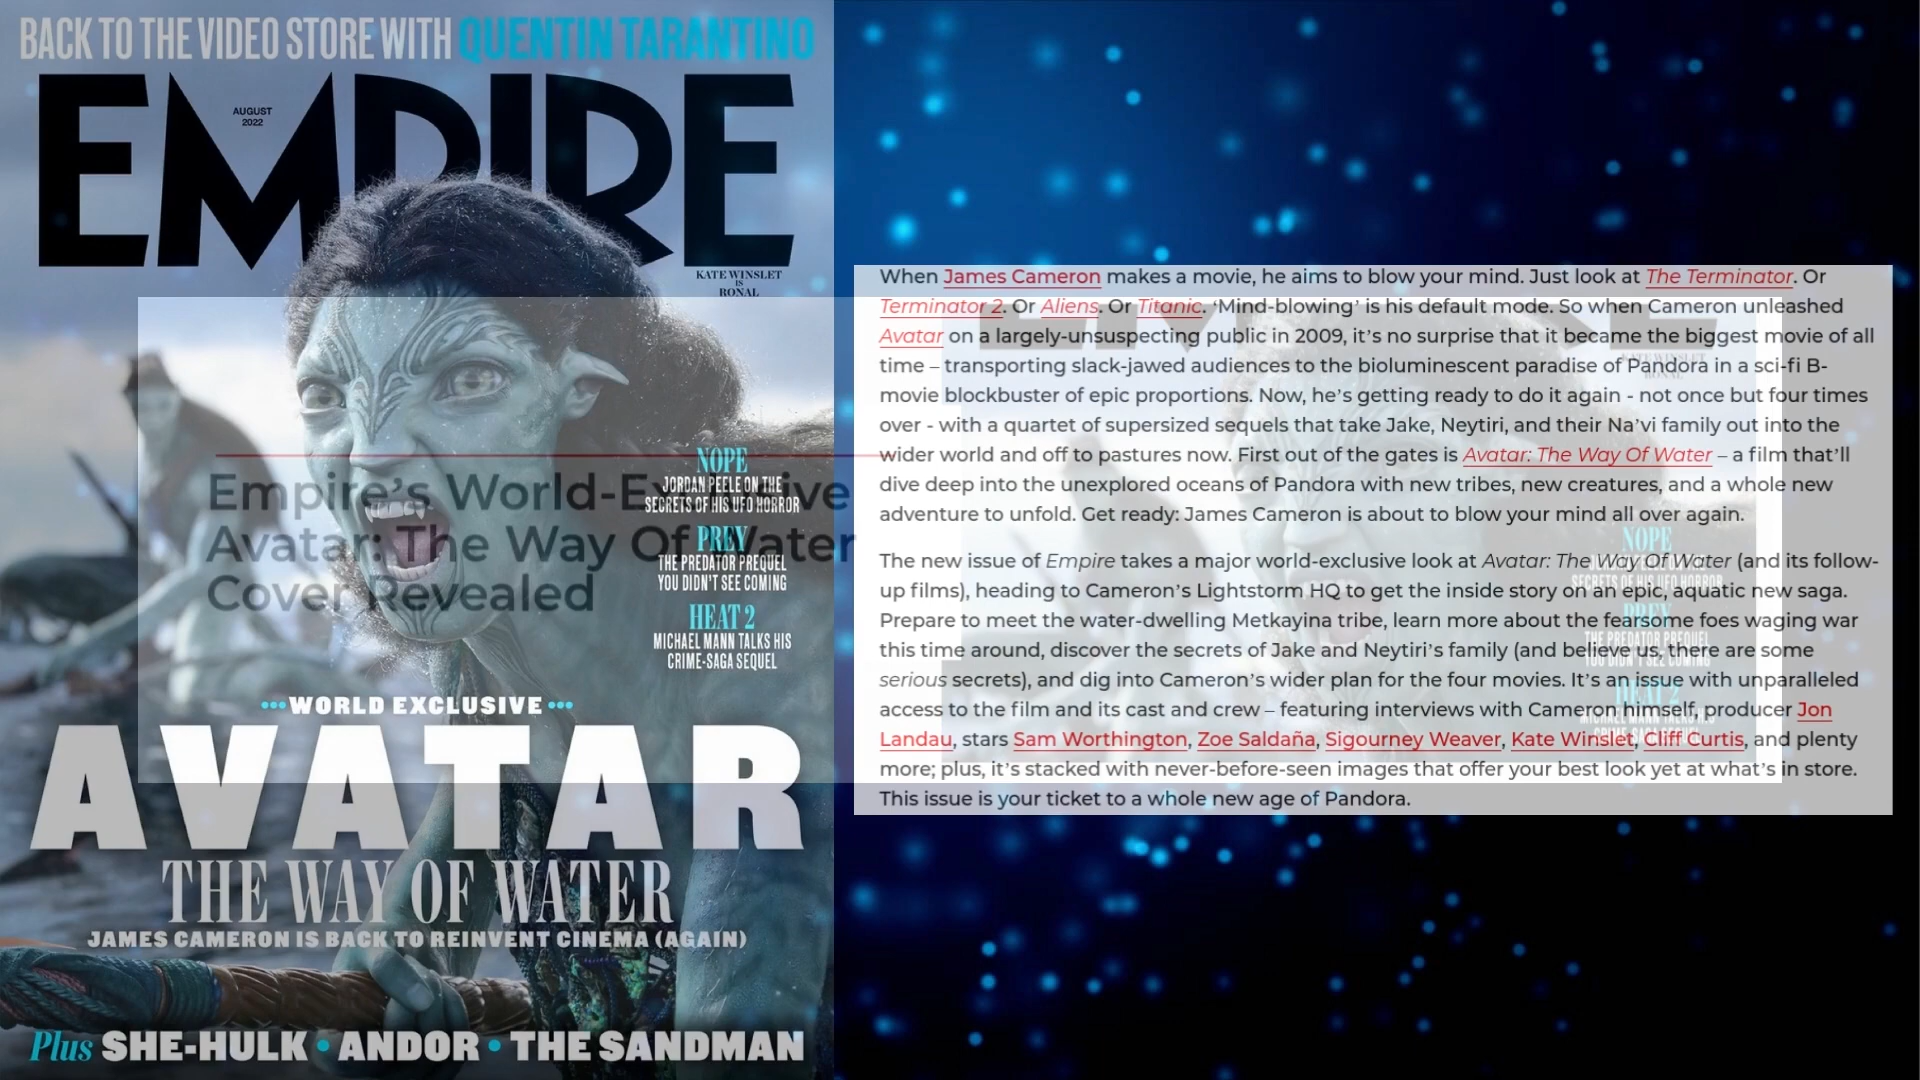 BACK TO THE VIDEO STORE WITH QUENTIN TARANTINO
EMPIRE
AUGUST
2022
KATE WINSLET
IS
RONAL
NOPE
JORDAN PEELE ON THE
SECRETS OF HIS UFO HORROR
PREY
THE PREDATOR PREQUEL
YOU DIDN'T SEE COMING
HEAT 2
MICHAEL MANN TALKS HIS
CRIME-SAGA SEQUEL
Empire's World-Exclusive
Avatar: The Way Of Water
Cover Revealed
WORLD EXCLUSIVE
AVATAR
THE WAY OF WATER
JAMES CAMERON IS BACK TO REINVENT CINEMA (AGAIN)
Plus SHE-HULK • ANDOR • THE SANDMAN
When James Cameron makes a movie, he aims to blow your mind. Just look at The Terminator. Or
Terminator 2. Or Aliens. Or Titanic. 'Mind-blowing' is his default mode. So when Cameron unleashed
Avatar on a largely-unsuspecting public in 2009, it's no surprise that it became the biggest movie of all
time – transporting slack-jawed audiences to the bioluminescent paradise of Pandora in a sci-fi B-
movie blockbuster of epic proportions. Now, he's getting ready to do it again - not once but four times
over - with a quartet of supersized sequels that take Jake, Neytiri, and their Na'vi family out into the
wider world and off to pastures now. First out of the gates is Avatar: The Way Of Water – a film that'll
dive deep into the unexplored oceans of Pandora with new tribes, new creatures, and a whole new
adventure to unfold. Get ready: James Cameron is about to blow your mind all over again.
The new issue of Empire takes a major world-exclusive look at Avatar: The Way Of Water (and its follow-
up films), heading to Cameron's Lightstorm HQ to get the inside story on an epic, aquatic new saga.
Prepare to meet the water-dwelling Metkayina tribe, learn more about the fearsome foes waging war
this time around, discover the secrets of Jake and Neytiri's family (and believe us, there are some
serious secrets), and dig into Cameron's wider plan for the four movies. It's an issue with unparalleled
access to the film and its cast and crew – featuring interviews with Cameron himself, producer Jon
Landau, stars Sam Worthington, Zoe Saldaña, Sigourney Weaver, Kate Winslet, Cliff Curtis, and plenty
more; plus, it's stacked with never-before-seen images that offer your best look yet at what's in store.
This issue is your ticket to a whole new age of Pandora.